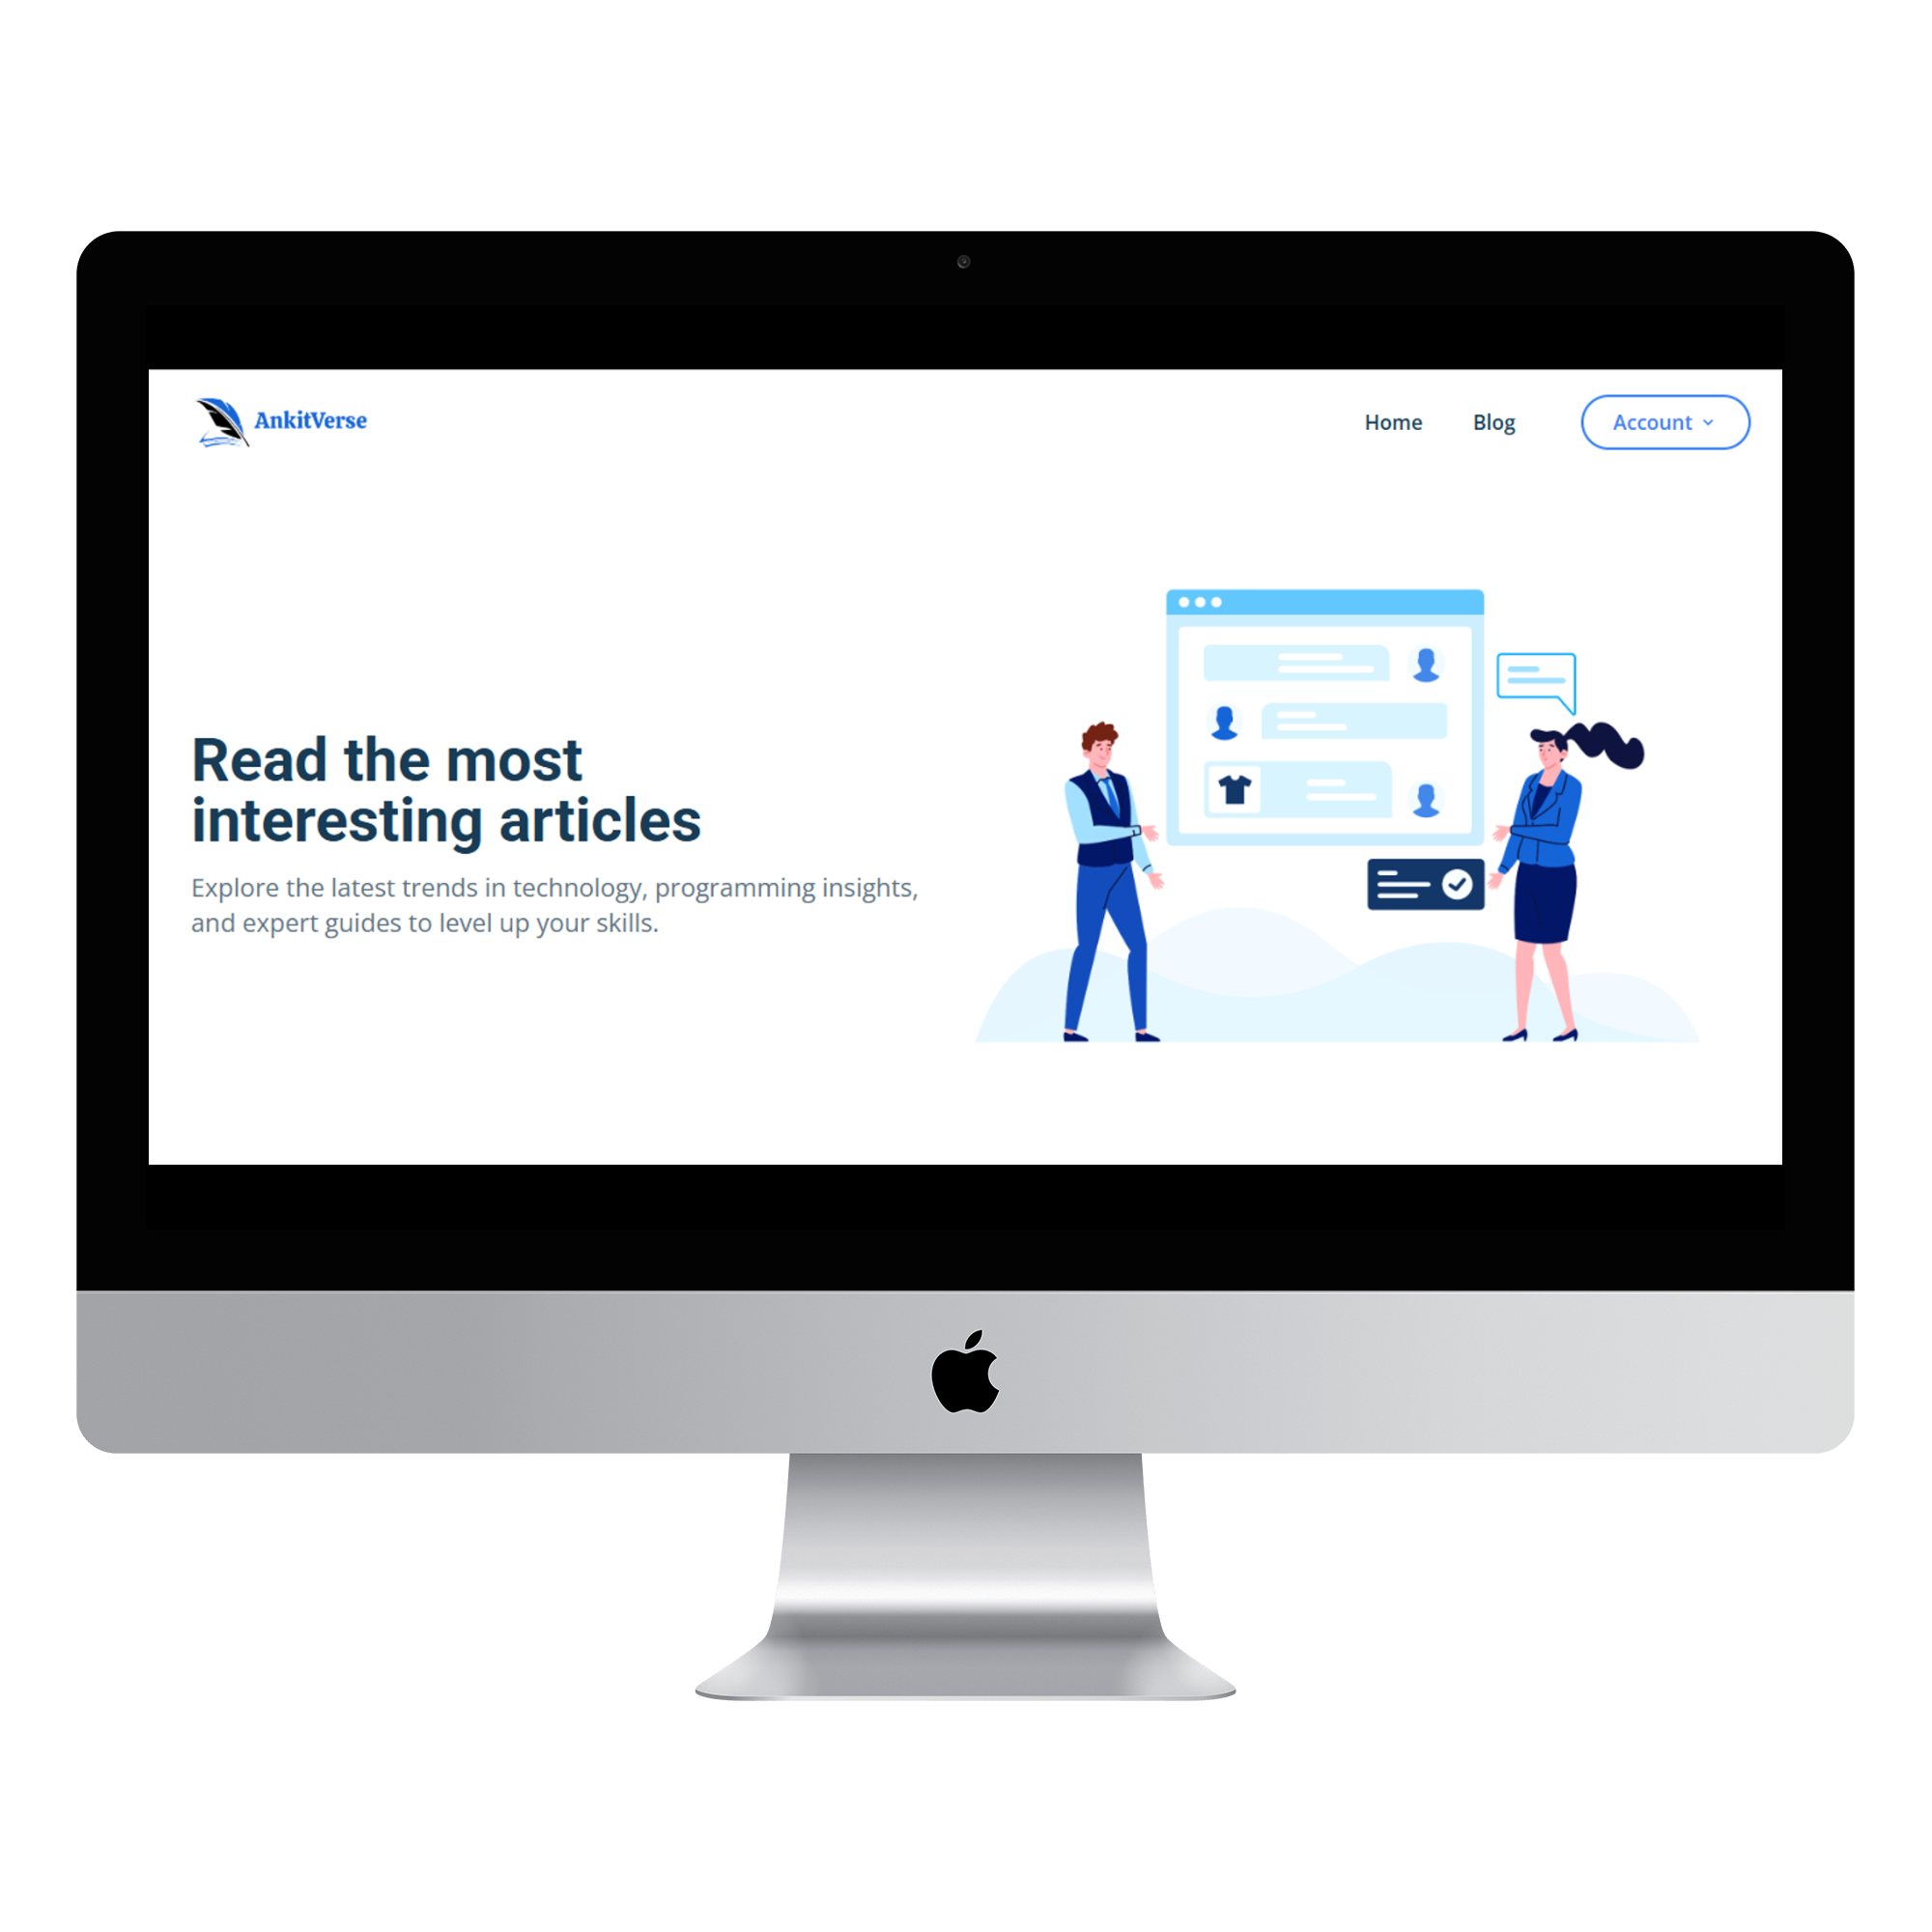 AnkitVerse
Home
Blog
Account
Read the most
interesting articles
Explore the latest trends in technology, programming insights,
and expert guides to level up your skills.